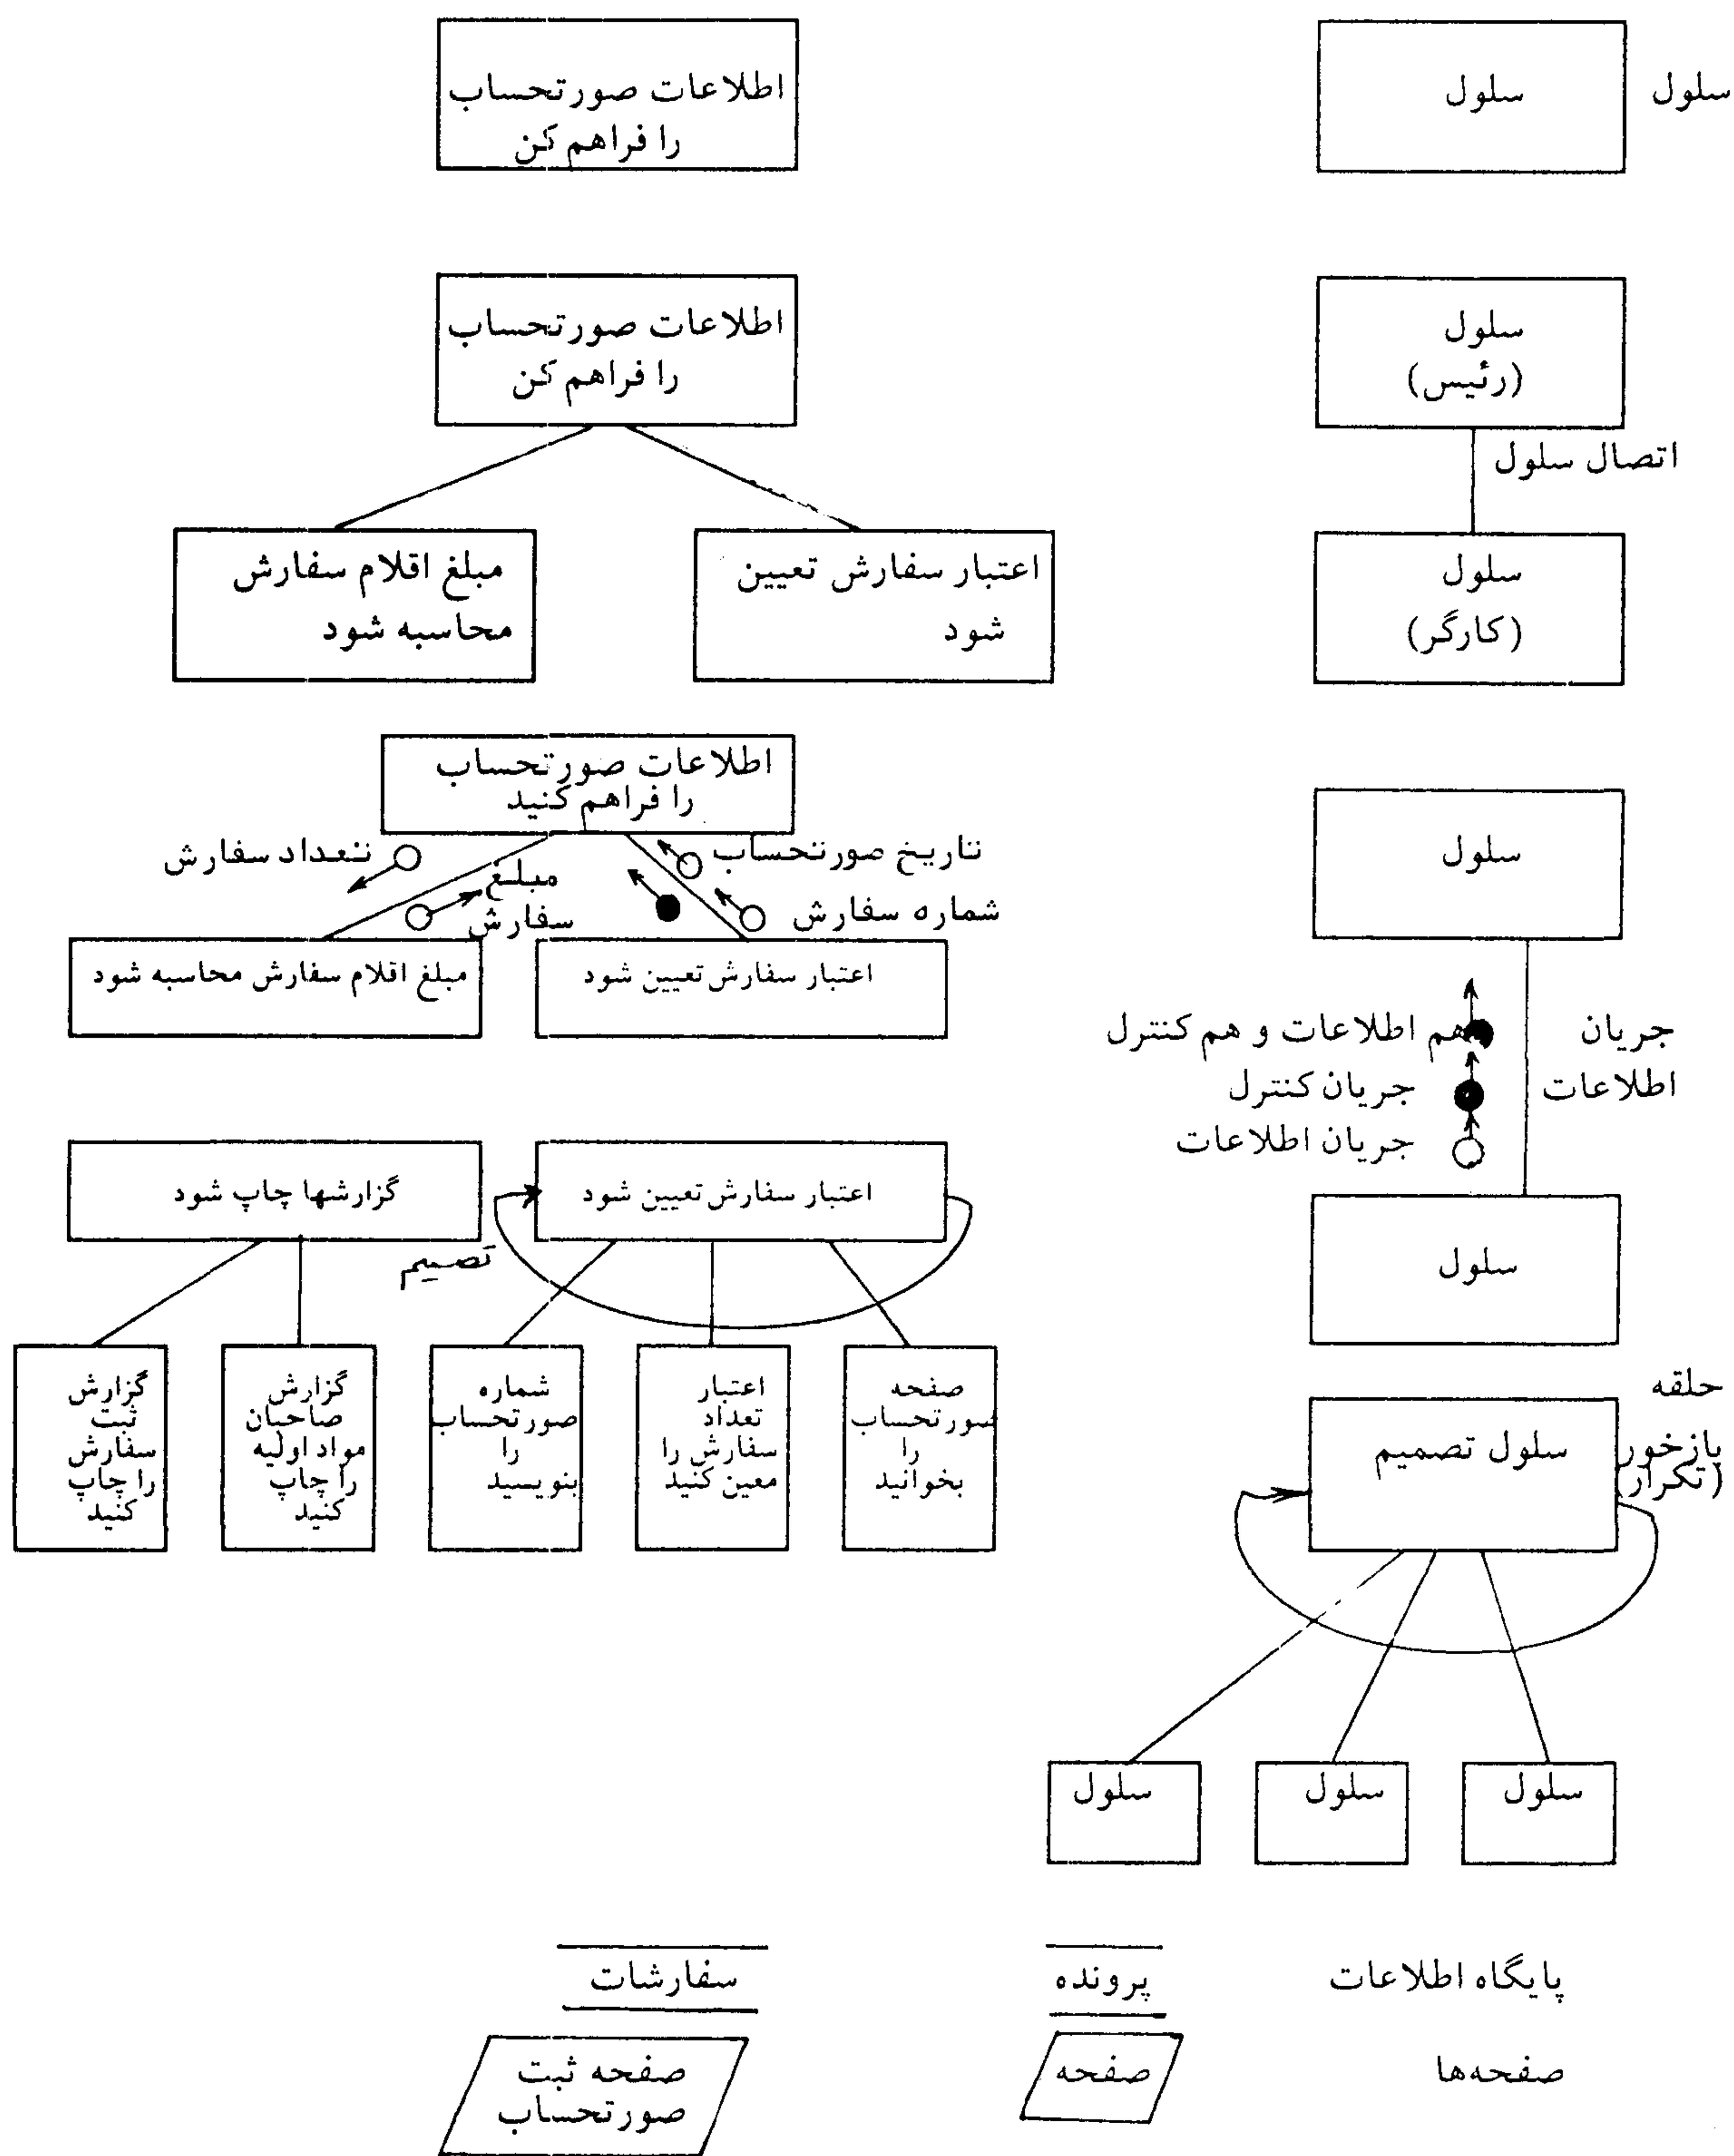 سلول
سلول
اطلاعات صورتحساب
را فراهم کن
سلول
(رئیس)
اتصال سلول
سلول
(کارگر)
اطلاعات صورتحساب
را فراهم کن
اعتبار سفارش تعیین
شود
مبلغ اقلام سفارش
محاسبه شود
سلول
جریان
اطلاعات
هم اطلاعات و هم کنترل
جریان کنترل
جریان اطلاعات
سلول
اطلاعات صورتحساب
را فراهم کنید
تاریخ صورتحساب
شماره سفارش
مبلغ
سفارش
تعداد سفارش
اعتبار سفارش تعیین شود
مبلغ اقلام سفارش محاسبه شود
حلقه
بازخور
(تکرار)
سلول تصمیم
سلول
سلول
سلول
اعتبار سفارش تعیین شود
گزارشها چاپ شود
تصمیم
صفحه
صورتحساب
را
بخوانید
اعتبار
تعداد
سفارش را
معین کنید
شماره
صورتحساب
را
بنویسید
گزارش
صاحبان
مواد اولیه
را چاپ
کنید
گزارش
ثبت
سفارش
را چاپ
کنید
پایگاه اطلاعات
پرونده
سفارشات
صفحه‌ها
صفحه
صفحه ثبت
صورتحساب